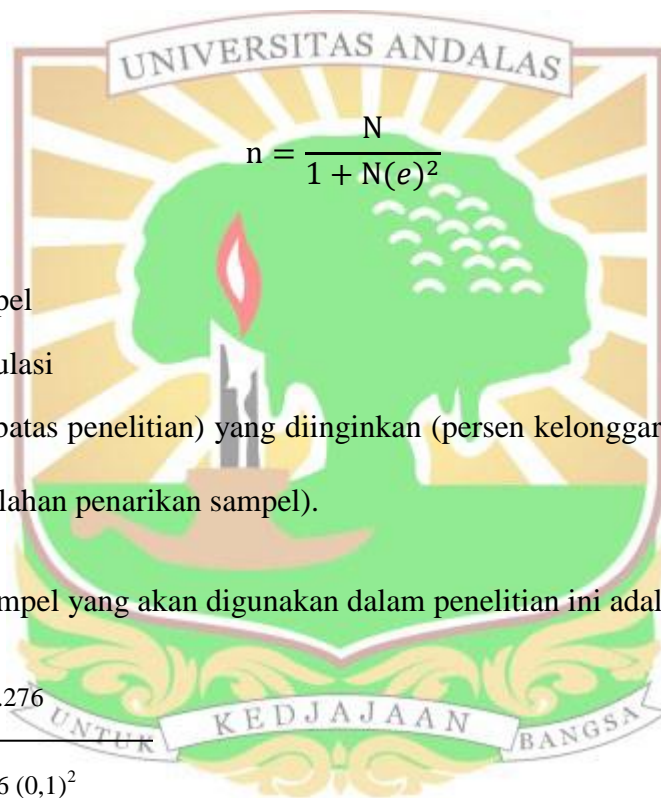 UNIVERSITAS ANDALAS
n = N / 1 + N(e)²
pel
ulasi
batas penelitian) yang diinginkan (persen kelonggar
lahan penarikan sampel).
mpel yang akan digunakan dalam penelitian ini adal
.276
6 (0,1)²
UNTUK KEDJAJAAN BANGSA